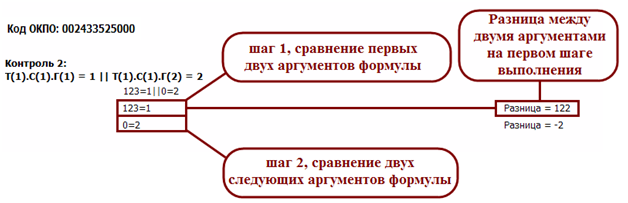 Код ОКПО: 002433525000
Контроль 2:
Т(1).С(1).Г(1) = 1 || Т(1).С(1).Г(2) = 2
123=1||0=2
123=1
0=2
шаг 1, сравнение первых
двух аргументов формулы
Разница между
двумя аргументами
на первом шаге
выполнения
Разница = 122
Разница = -2
шаг 2, сравнение двух
следующих аргументов формулы